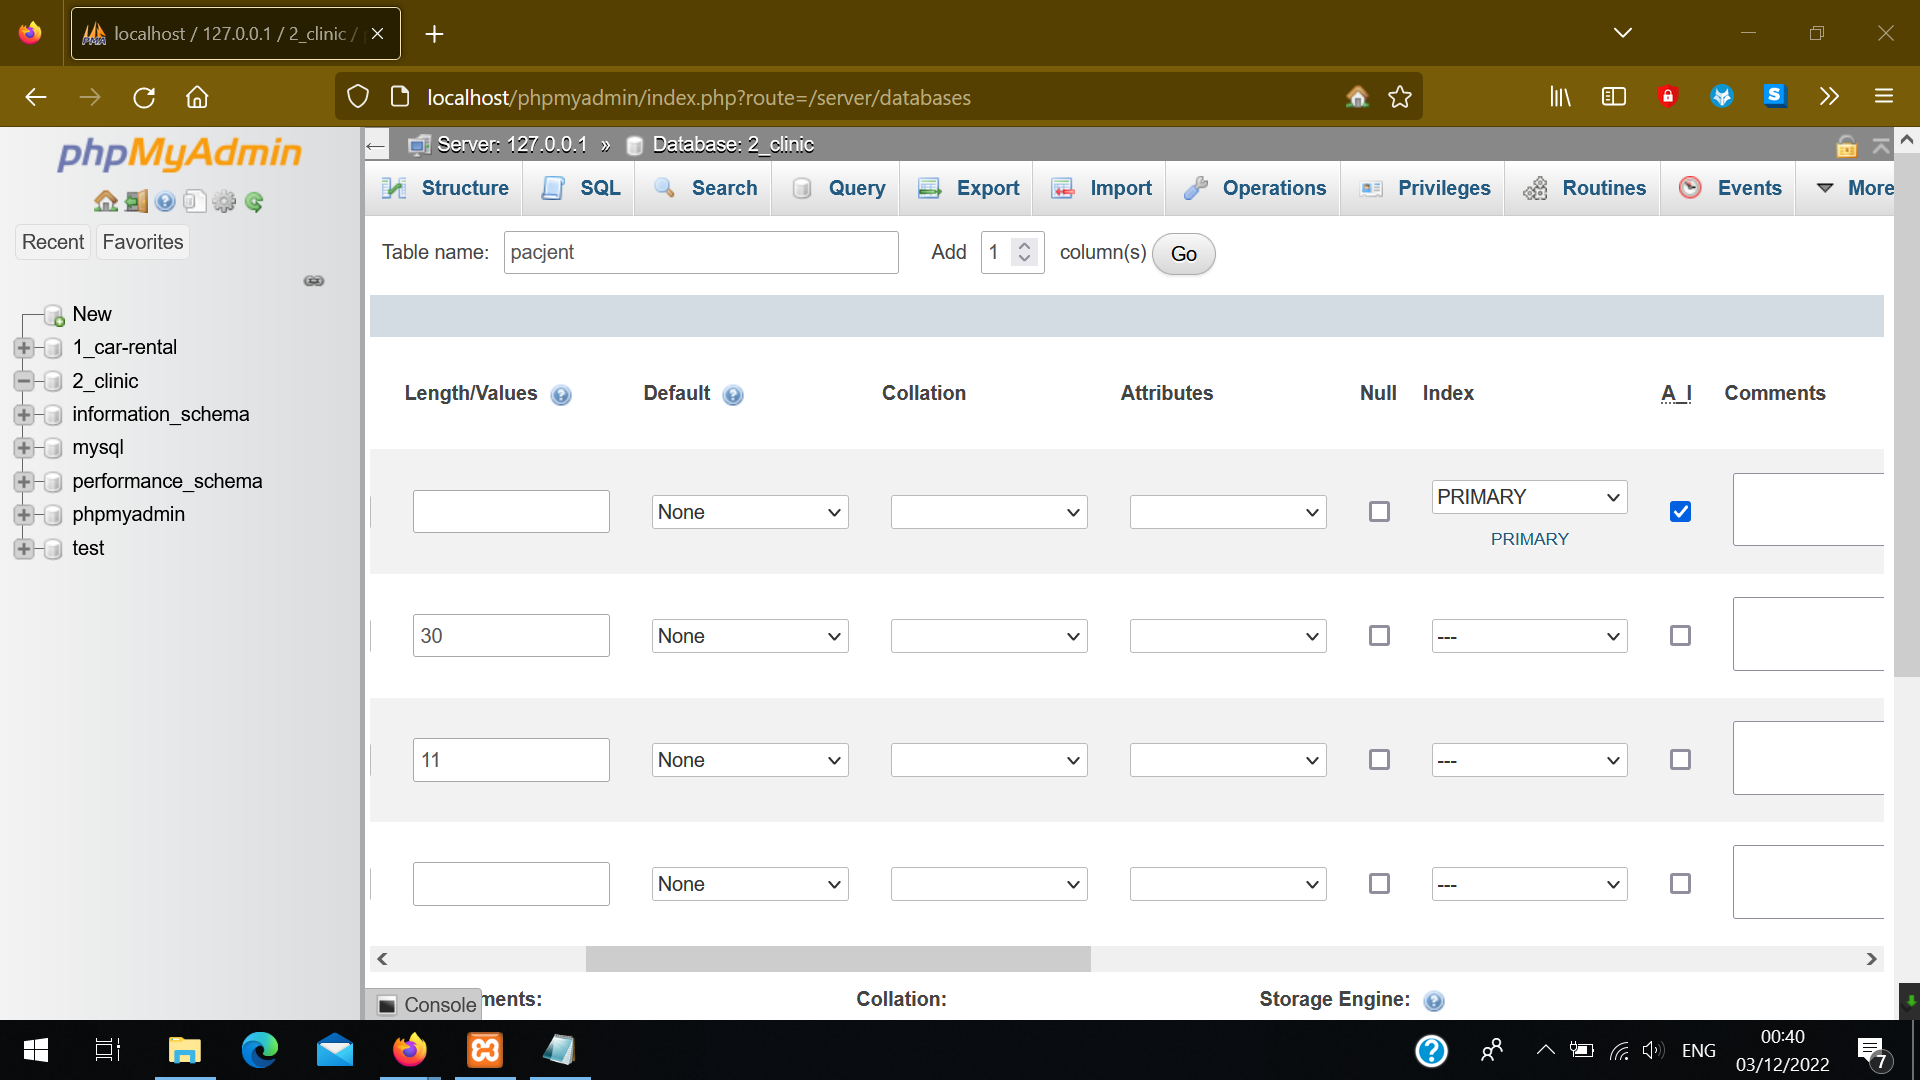 localhost / 127.0.0.1 / 2_clinic /
localhost/phpmyadmin/index.php?route=/server/databases
S
phpMyAdmin
Recent
Favorites
New
1_car-rental
2_clinic
information_schema
mysql
performance_schema
phpmyadmin
test
Server: 127.0.0.1 » Database: 2_clinic
Structure SQL Search Query Export Import Operations Privileges Routines Events More
Table name: pacjent Add 1 column(s) Go
Length/Values Default Collation Attributes Null Index A_I Comments
None PRIMARY
PRIMARY
30 None ---
11 None ---
None ---
Console
ments: Collation: Storage Engine:
ENG
00:40
03/12/2022
7